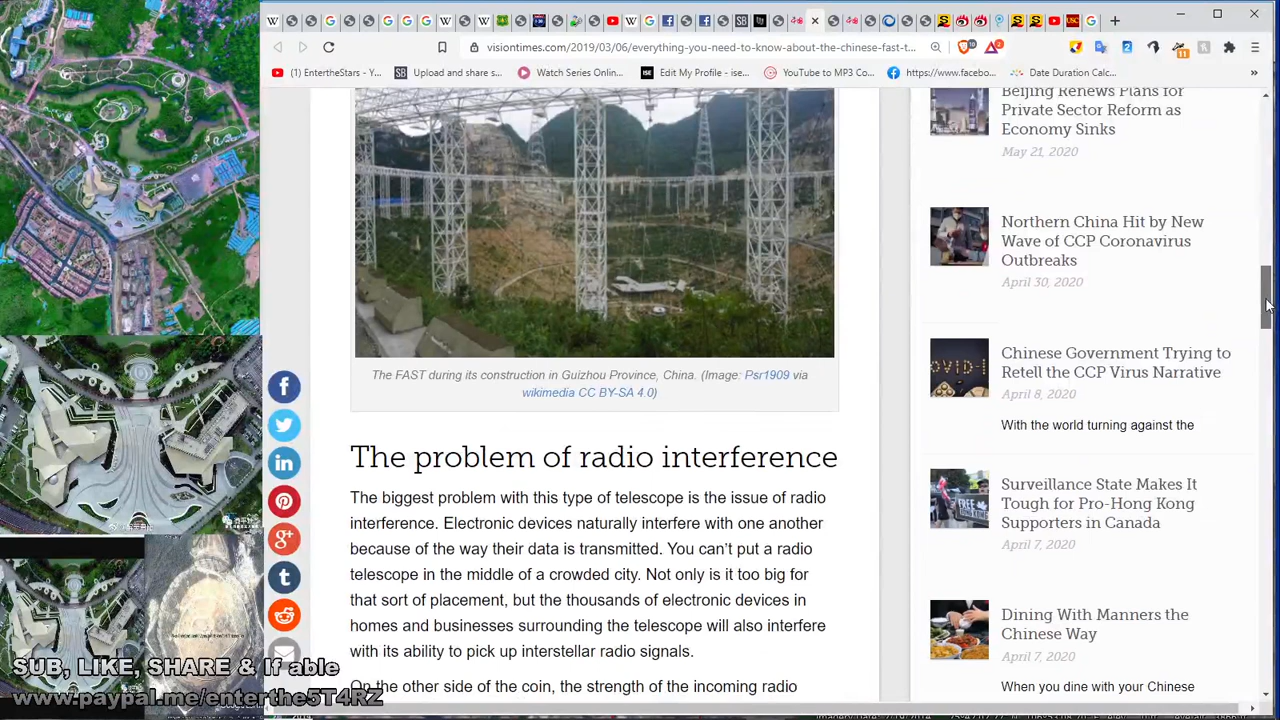 visiontimes.com/2019/03/06/everything-you-need-to-know-about-the-chinese-fast-t...
(1) EntertheStars - Y...
Upload and share s...
Watch Series Onlin...
Edit My Profile - ise...
YouTube to MP3 Co...
https://www.facebo...
Date Duration Calc...
The FAST during its construction in Guizhou Province, China. (Image: Psr1909 via
wikimedia CC BY-SA 4.0)
The problem of radio interference
The biggest problem with this type of telescope is the issue of radio
interference. Electronic devices naturally interfere with one another
because of the way their data is transmitted. You can't put a radio
telescope in the middle of a crowded city. Not only is it too big for
that sort of placement, but the thousands of electronic devices in
homes and businesses surrounding the telescope will also interfere
with its ability to pick up interstellar radio signals.
On the other side of the coin, the strength of the incoming radio
Beijing Renews Plans for
Private Sector Reform as
Economy Sinks
May 21, 2020
Northern China Hit by New
Wave of CCP Coronavirus
Outbreaks
April 30, 2020
Chinese Government Trying to
Retell the CCP Virus Narrative
April 8, 2020
With the world turning against the
Surveillance State Makes It
Tough for Pro-Hong Kong
Supporters in Canada
April 7, 2020
Dining With Manners the
Chinese Way
April 7, 2020
When you dine with your Chinese
SUB, LIKE, SHARE & If able
www.paypal.me/enterthe5T4RZ